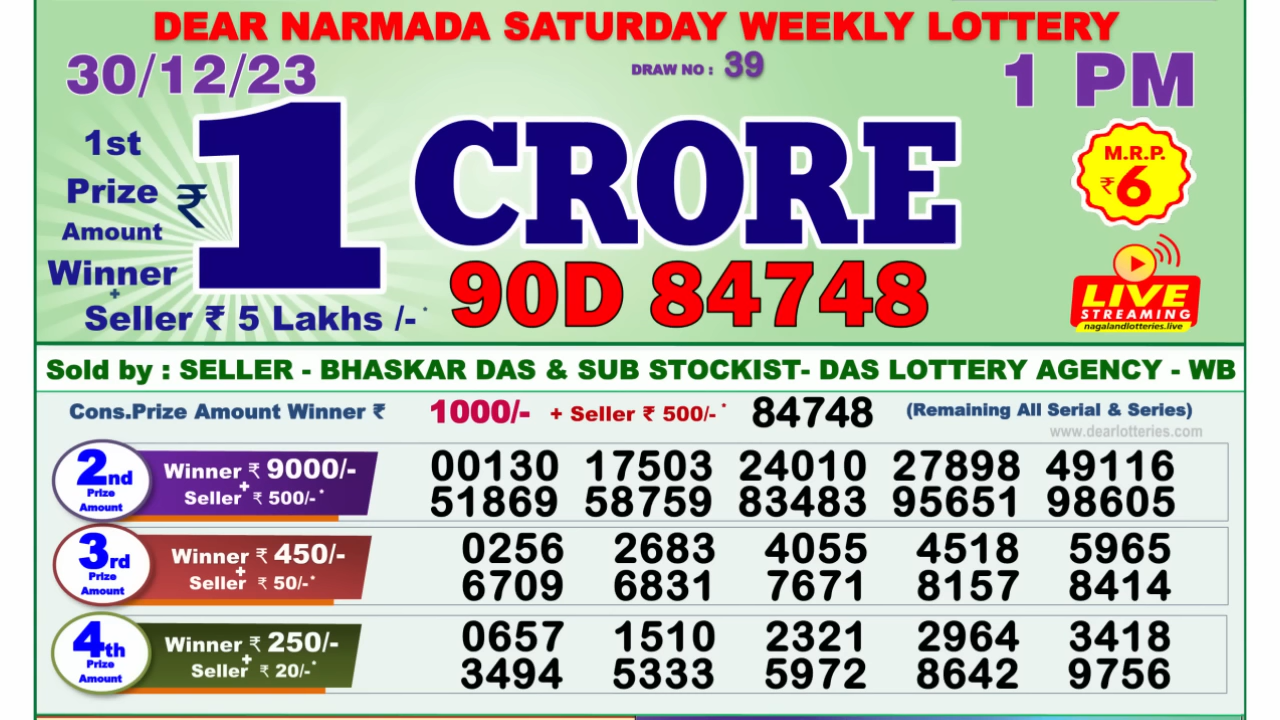 DEAR NARMADA SATURDAY WEEKLY LOTTERY
30/12/23
DRAW NO : 39
1 PM
1st
Prize
Amount
₹ 1 CRORE
M.R.P.
₹6
Winner
+
Seller ₹ 5 Lakhs /-*
90D 84748
LIVE
STREAMING
nagalandlotteries.live
Sold by : SELLER - BHASKAR DAS & SUB STOCKIST- DAS LOTTERY AGENCY - WB
Cons.Prize Amount Winner ₹ 1000/- + Seller ₹ 500/-* 84748 (Remaining All Serial & Series)
www.dearlotteries.com
2nd
Prize
Amount
Winner ₹ 9000/-
+
Seller ₹ 500/-*
00130 17503 24010 27898 49116
51869 58759 83483 95651 98605
3rd
Prize
Amount
Winner ₹ 450/-
+
Seller ₹ 50/-*
0256 2683 4055 4518 5965
6709 6831 7671 8157 8414
4th
Prize
Amount
Winner ₹ 250/-
+
Seller ₹ 20/-*
0657 1510 2321 2964 3418
3494 5333 5972 8642 9756